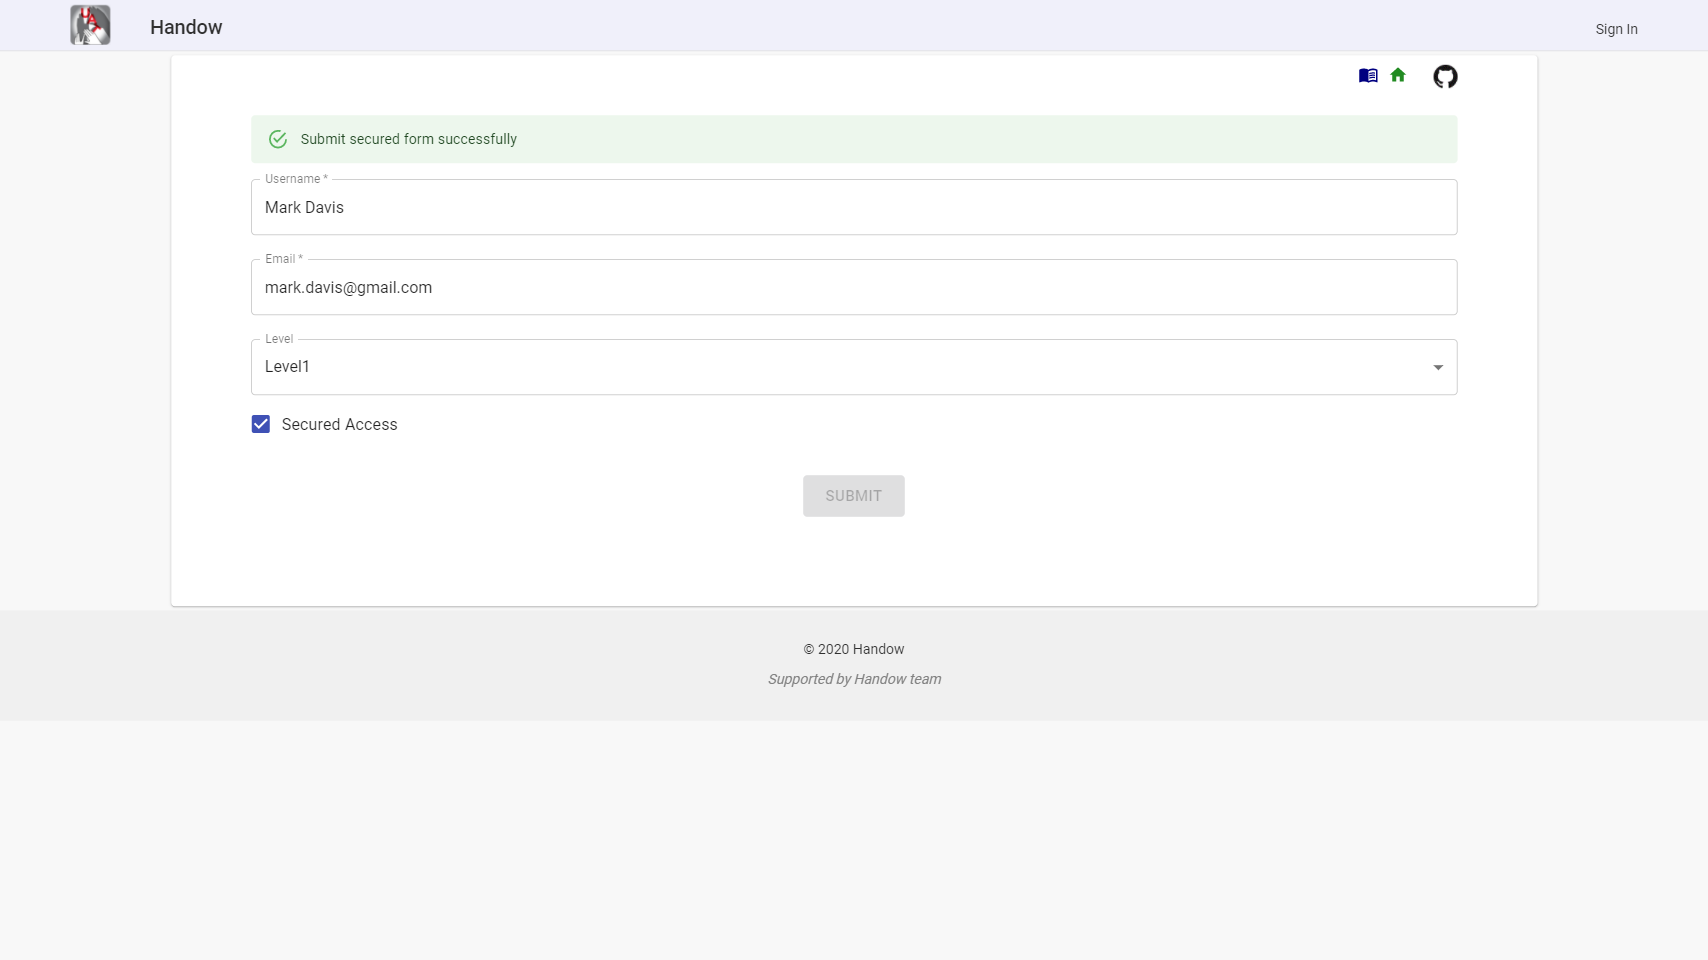 Handow
Sign In
Submit secured form successfully
Username *
Mark Davis
Email *
mark.davis@gmail.com
Level
Level1
Secured Access
SUBMIT
© 2020 Handow
Supported by Handow team